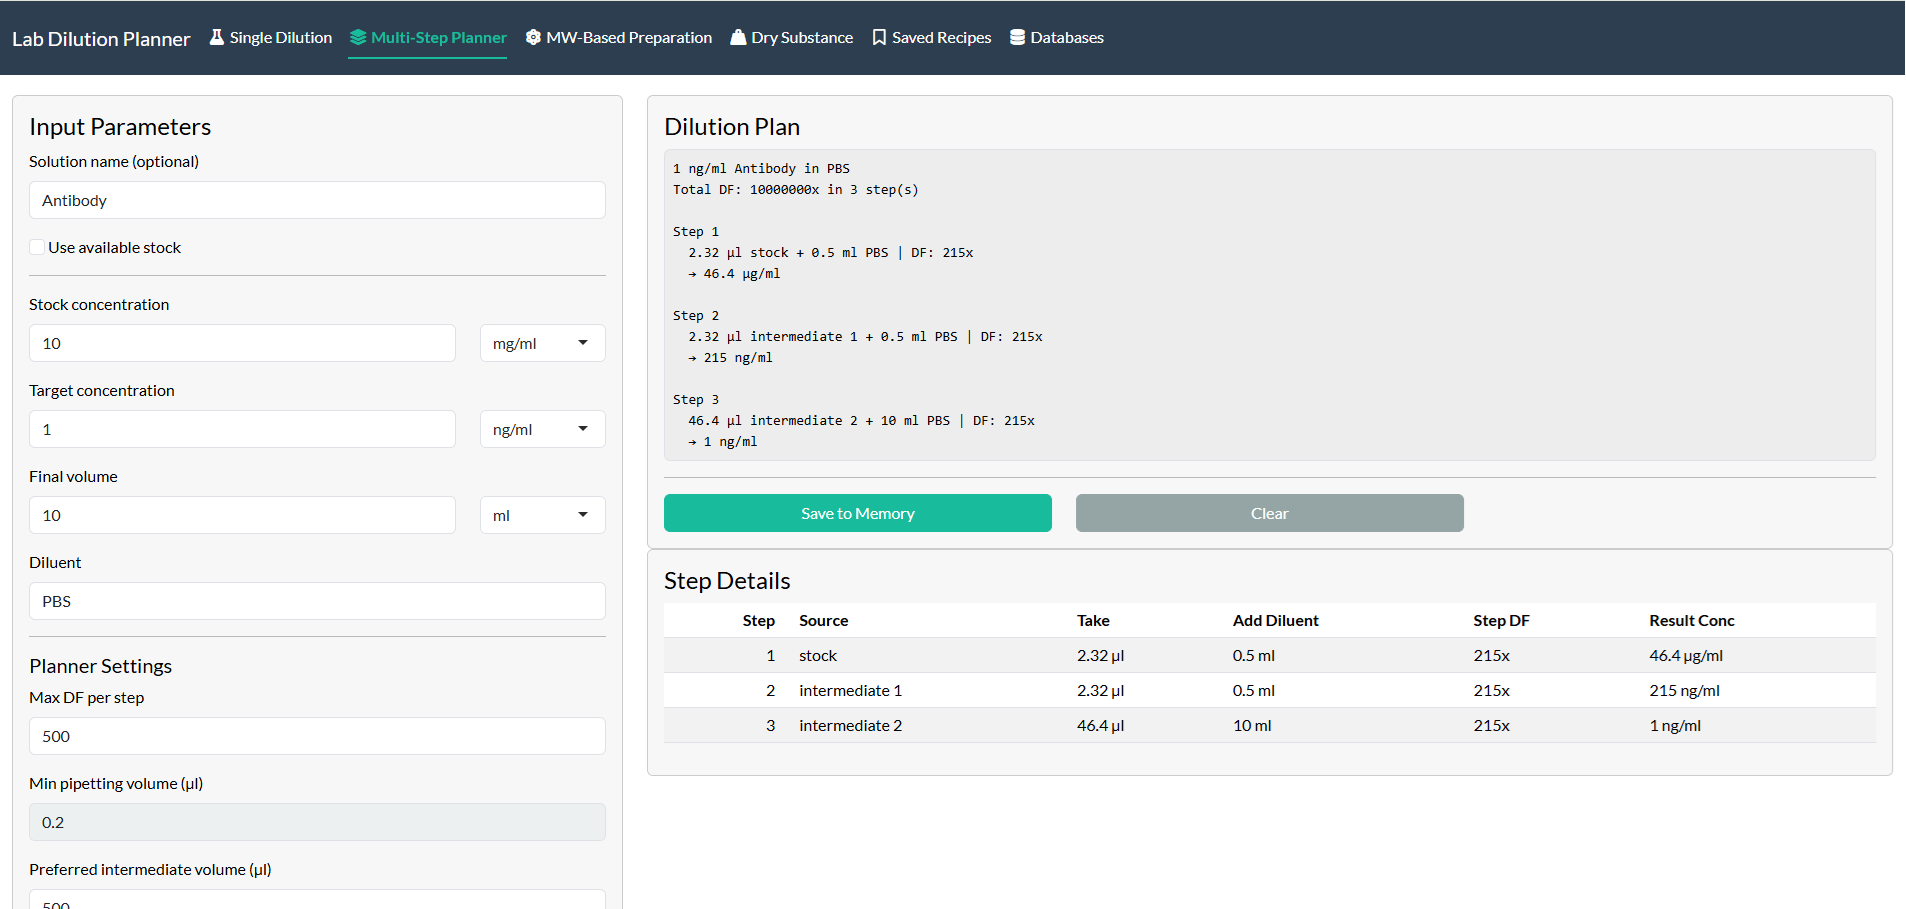 Lab Dilution Planner
Single Dilution
Multi-Step Planner
MW-Based Preparation
Dry Substance
Saved Recipes
Databases
Input Parameters
Solution name (optional)
Antibody
Use available stock
Stock concentration
10
mg/ml
Target concentration
1
ng/ml
Final volume
10
ml
Diluent
PBS
Planner Settings
Max DF per step
500
Min pipetting volume (µl)
0.2
Preferred intermediate volume (µl)
500
Dilution Plan
1 ng/ml Antibody in PBS
Total DF: 10000000x in 3 step(s)
Step 1
2.32 µl stock + 0.5 ml PBS | DF: 215x
→ 46.4 µg/ml
Step 2
2.32 µl intermediate 1 + 0.5 ml PBS | DF: 215x
→ 215 ng/ml
Step 3
46.4 µl intermediate 2 + 10 ml PBS | DF: 215x
→ 1 ng/ml
Save to Memory
Clear
Step Details
Step Source Take Add Diluent Step DF Result Conc
1 stock 2.32 µl 0.5 ml 215x 46.4 µg/ml
2 intermediate 1 2.32 µl 0.5 ml 215x 215 ng/ml
3 intermediate 2 46.4 µl 10 ml 215x 1 ng/ml